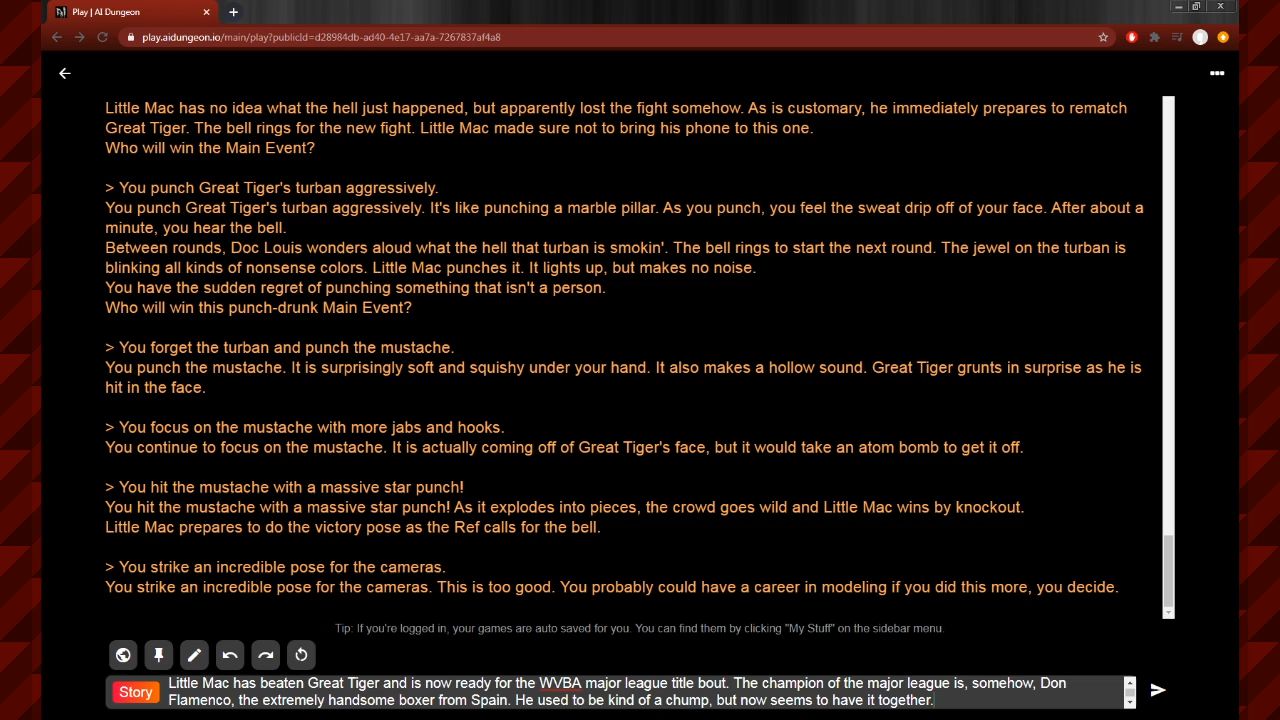 Play | AI Dungeon
play.aidungeon.io/main/play?publicId=d28984db-ad40-4e17-aa7a-7267837af4a8
Little Mac has no idea what the hell just happened, but apparently lost the fight somehow. As is customary, he immediately prepares to rematch
Great Tiger. The bell rings for the new fight. Little Mac made sure not to bring his phone to this one.
Who will win the Main Event?
> You punch Great Tiger's turban aggressively.
You punch Great Tiger's turban aggressively. It's like punching a marble pillar. As you punch, you feel the sweat drip off of your face. After about a
minute, you hear the bell.
Between rounds, Doc Louis wonders aloud what the hell that turban is smokin'. The bell rings to start the next round. The jewel on the turban is
blinking all kinds of nonsense colors. Little Mac punches it. It lights up, but makes no noise.
You have the sudden regret of punching something that isn't a person.
Who will win this punch-drunk Main Event?
> You forget the turban and punch the mustache.
You punch the mustache. It is surprisingly soft and squishy under your hand. It also makes a hollow sound. Great Tiger grunts in surprise as he is
hit in the face.
> You focus on the mustache with more jabs and hooks.
You continue to focus on the mustache. It is actually coming off of Great Tiger's face, but it would take an atom bomb to get it off.
> You hit the mustache with a massive star punch!
You hit the mustache with a massive star punch! As it explodes into pieces, the crowd goes wild and Little Mac wins by knockout.
Little Mac prepares to do the victory pose as the Ref calls for the bell.
> You strike an incredible pose for the cameras.
You strike an incredible pose for the cameras. This is too good. You probably could have a career in modeling if you did this more, you decide.
Tip: If you're logged in, your games are auto saved for you. You can find them by clicking "My Stuff" on the sidebar menu.
Story
Little Mac has beaten Great Tiger and is now ready for the WVBA major league title bout. The champion of the major league is, somehow, Don
Flamenco, the extremely handsome boxer from Spain. He used to be kind of a chump, but now seems to have it together.